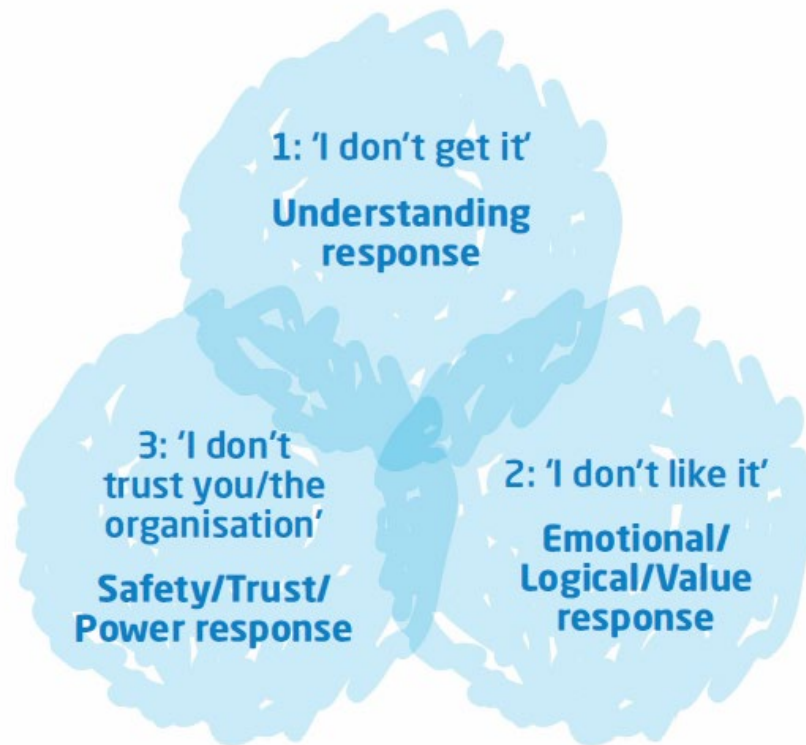 1: 'I don't get it'
Understanding
response
3: 'I don't
trust you/the
organisation'
Safety/Trust/
Power response
2: 'I don't like it'
Emotional/
Logical/Value
response